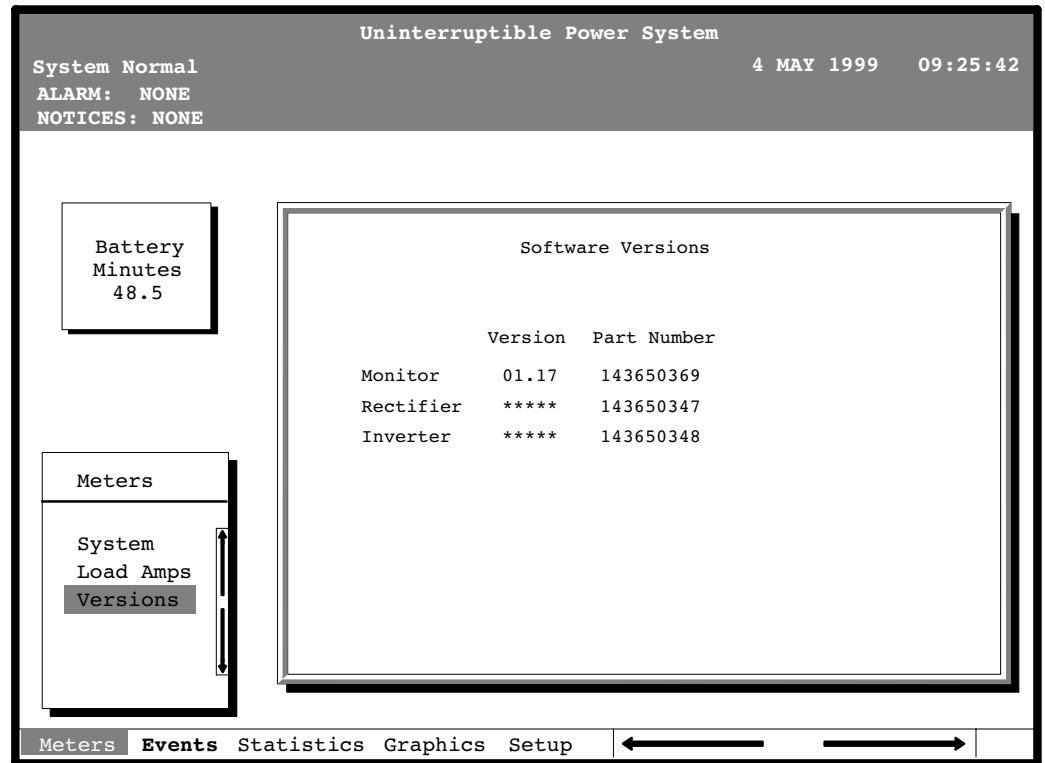 Uninterruptible Power System
System Normal 4 MAY 1999 09:25:42
ALARM: NONE
NOTICES: NONE
Battery
Minutes
48.5
Software Versions
Version Part Number
Monitor 01.17 143650369
Rectifier ***** 143650347
Inverter ***** 143650348
Meters
System
Load Amps
Versions
Meters Events Statistics Graphics Setup